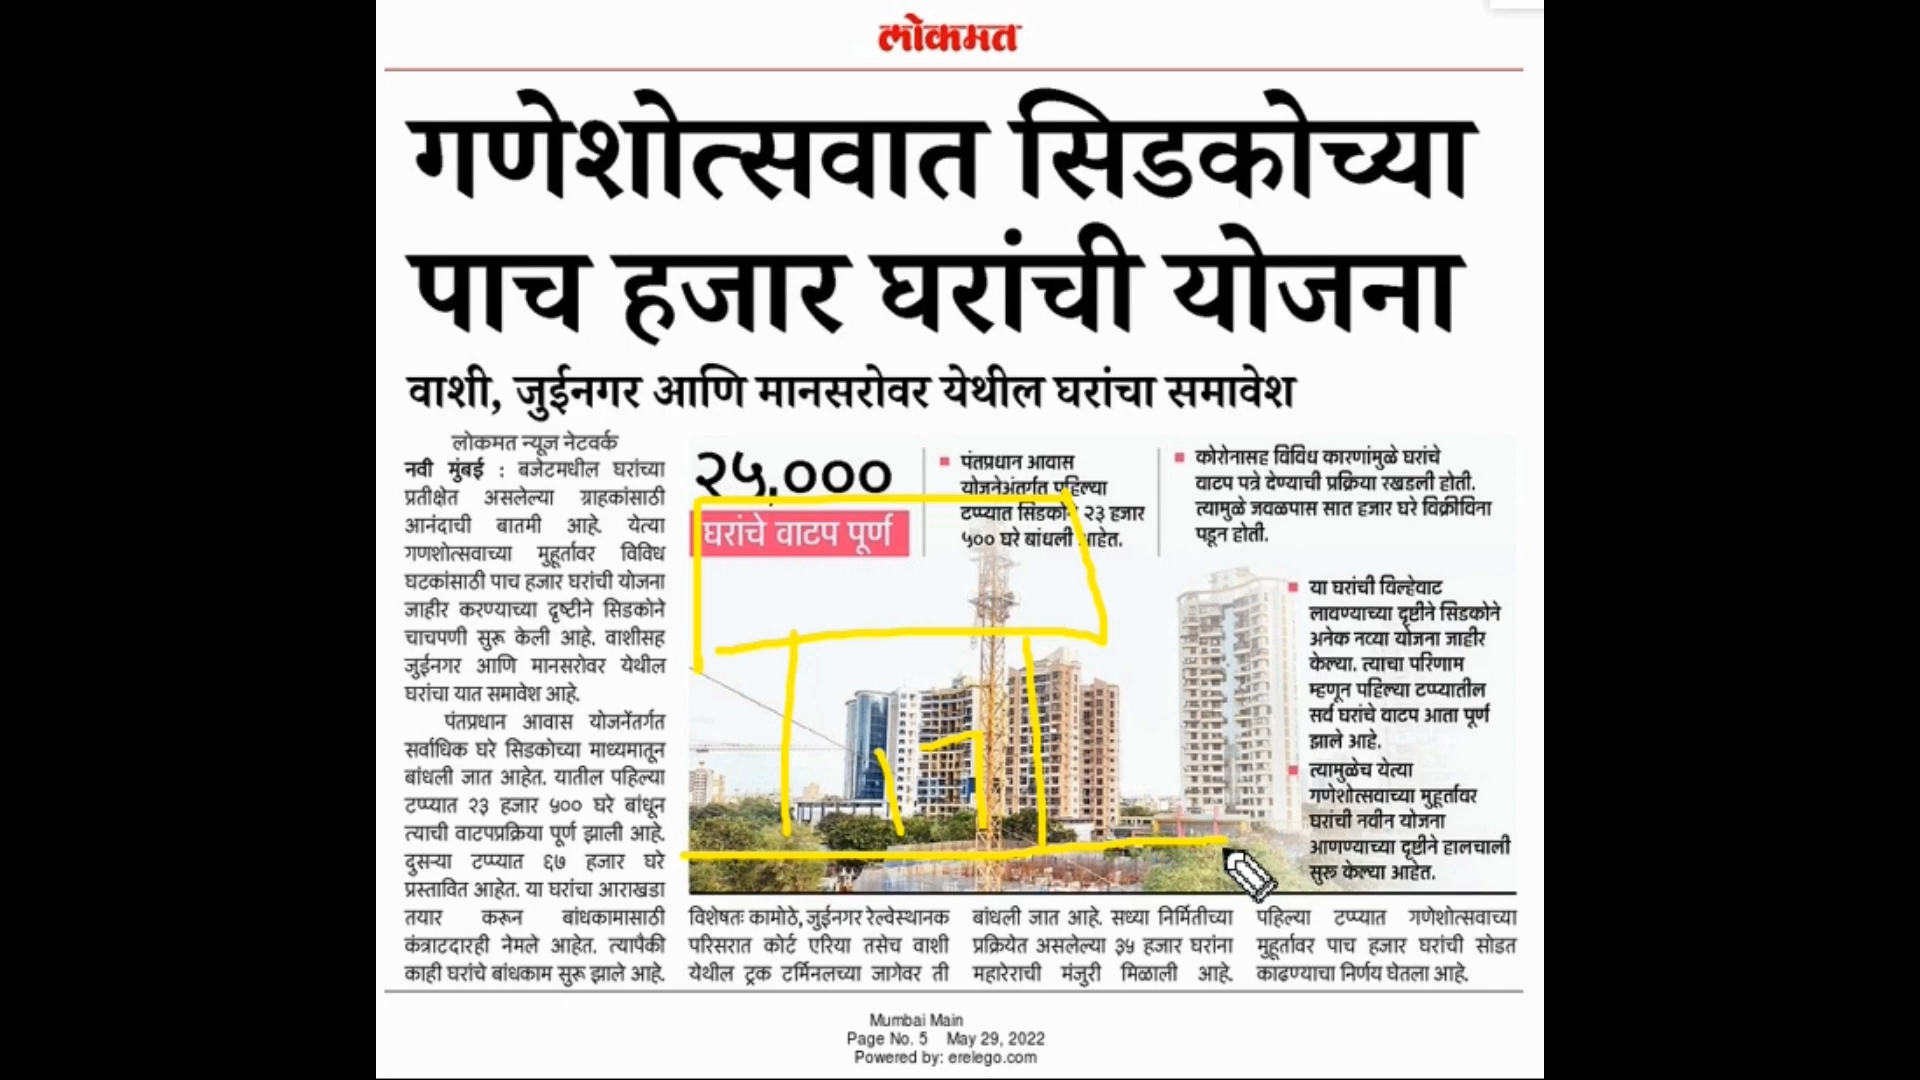 लोकमत
गणेशोत्सवात सिडकोच्या
पाच हजार घरांची योजना
वाशी, जुईनगर आणि मानसरोवर येथील घरांचा समावेश
लोकमत न्यूज नेटवर्क
नवी मुंबई : बजेटमधील घरांच्या
प्रतीक्षेत असलेल्या ग्राहकांसाठी
आनंदाची बातमी आहे. येत्या
गणशोत्सवाच्या मुहूर्तावर विविध
घटकांसाठी पाच हजार घरांची योजना
जाहीर करण्याच्या दृष्टीने सिडकोने
चाचपणी सुरू केली आहे. वाशीसह
जुईनगर आणि मानसरोवर येथील
घरांचा यात समावेश आहे.
पंतप्रधान आवास योजनेंतर्गत
सर्वाधिक घरे सिडकोच्या माध्यमातून
बांधली जात आहेत. यातील पहिल्या
टप्प्यात २३ हजार ५०० घरे बांधून
त्याची वाटपप्रक्रिया पूर्ण झाली आहे.
दुसऱ्या टप्प्यात ६७ हजार घरे
प्रस्तावित आहेत. या घरांचा आराखडा
तयार करून बांधकामासाठी
कंत्राटदारही नेमले आहेत. त्यापैकी
काही घरांचे बांधकाम सुरू झाले आहे.
२५,०००
घरांचे वाटप पूर्ण
पंतप्रधान आवास
योजनेअंतर्गत पहिल्या
टप्प्यात सिडकोने २३ हजार
५०० घरे बांधली आहेत.
कोरोनासह विविध कारणांमुळे घरांचे
वाटप पत्रे देण्याची प्रक्रिया रखडली होती.
त्यामुळे जवळपास सात हजार घरे विक्रीविना
पडून होती.
या घरांची विल्हेवाट
लावण्याच्या दृष्टीने सिडकोने
अनेक नव्या योजना जाहीर
केल्या. त्याचा परिणाम
म्हणून पहिल्या टप्प्यातील
सर्व घरांचे वाटप आता पूर्ण
झाले आहे.
त्यामुळेच येत्या
गणेशोत्सवाच्या मुहूर्तावर
घरांची नवीन योजना
आणण्याच्या दृष्टीने हालचाली
सुरू केल्या आहेत.
विशेषतः कामोठे, जुईनगर रेल्वेस्थानक
परिसरात कोर्ट एरिया तसेच वाशी
येथील ट्रक टर्मिनलच्या जागेवर ती
बांधली जात आहे. सध्या निर्मितीच्या
प्रक्रियेत असलेल्या ३५ हजार घरांना
महारेराची मंजुरी मिळाली आहे.
पहिल्या टप्प्यात गणेशोत्सवाच्या
मुहूर्तावर पाच हजार घरांची सोडत
काढण्याचा निर्णय घेतला आहे.
Mumbai Main
Page No. 5 May 29, 2022
Powered by: erelego.com